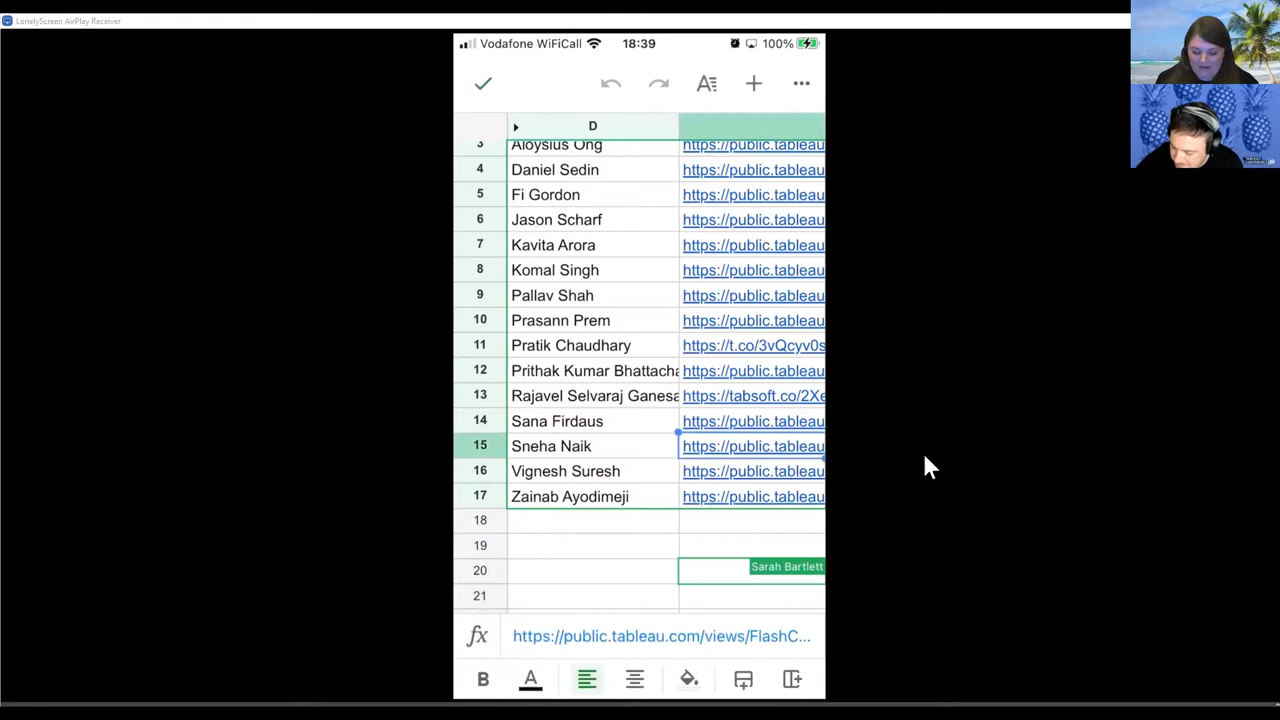 LonelyScreen AirPlay Receiver
Vodafone WiFiCall 18:39 100%
D
3 Aloysius Ong https://public.tableau
4 Daniel Sedin https://public.tableau
5 Fi Gordon https://public.tableau
6 Jason Scharf https://public.tableau
7 Kavita Arora https://public.tableau
8 Komal Singh https://public.tableau
9 Pallav Shah https://public.tableau
10 Prasann Prem https://public.tableau
11 Pratik Chaudhary https://t.co/3vQcyv0s
12 Prithak Kumar Bhattacha https://public.tableau
13 Rajavel Selvaraj Ganesa https://tabsoft.co/2Xe
14 Sana Firdaus https://public.tableau
15 Sneha Naik https://public.tableau
16 Vignesh Suresh https://public.tableau
17 Zainab Ayodimeji https://public.tableau
18
19
20 Sarah Bartlett
21
fx https://public.tableau.com/views/FlashC...
B A